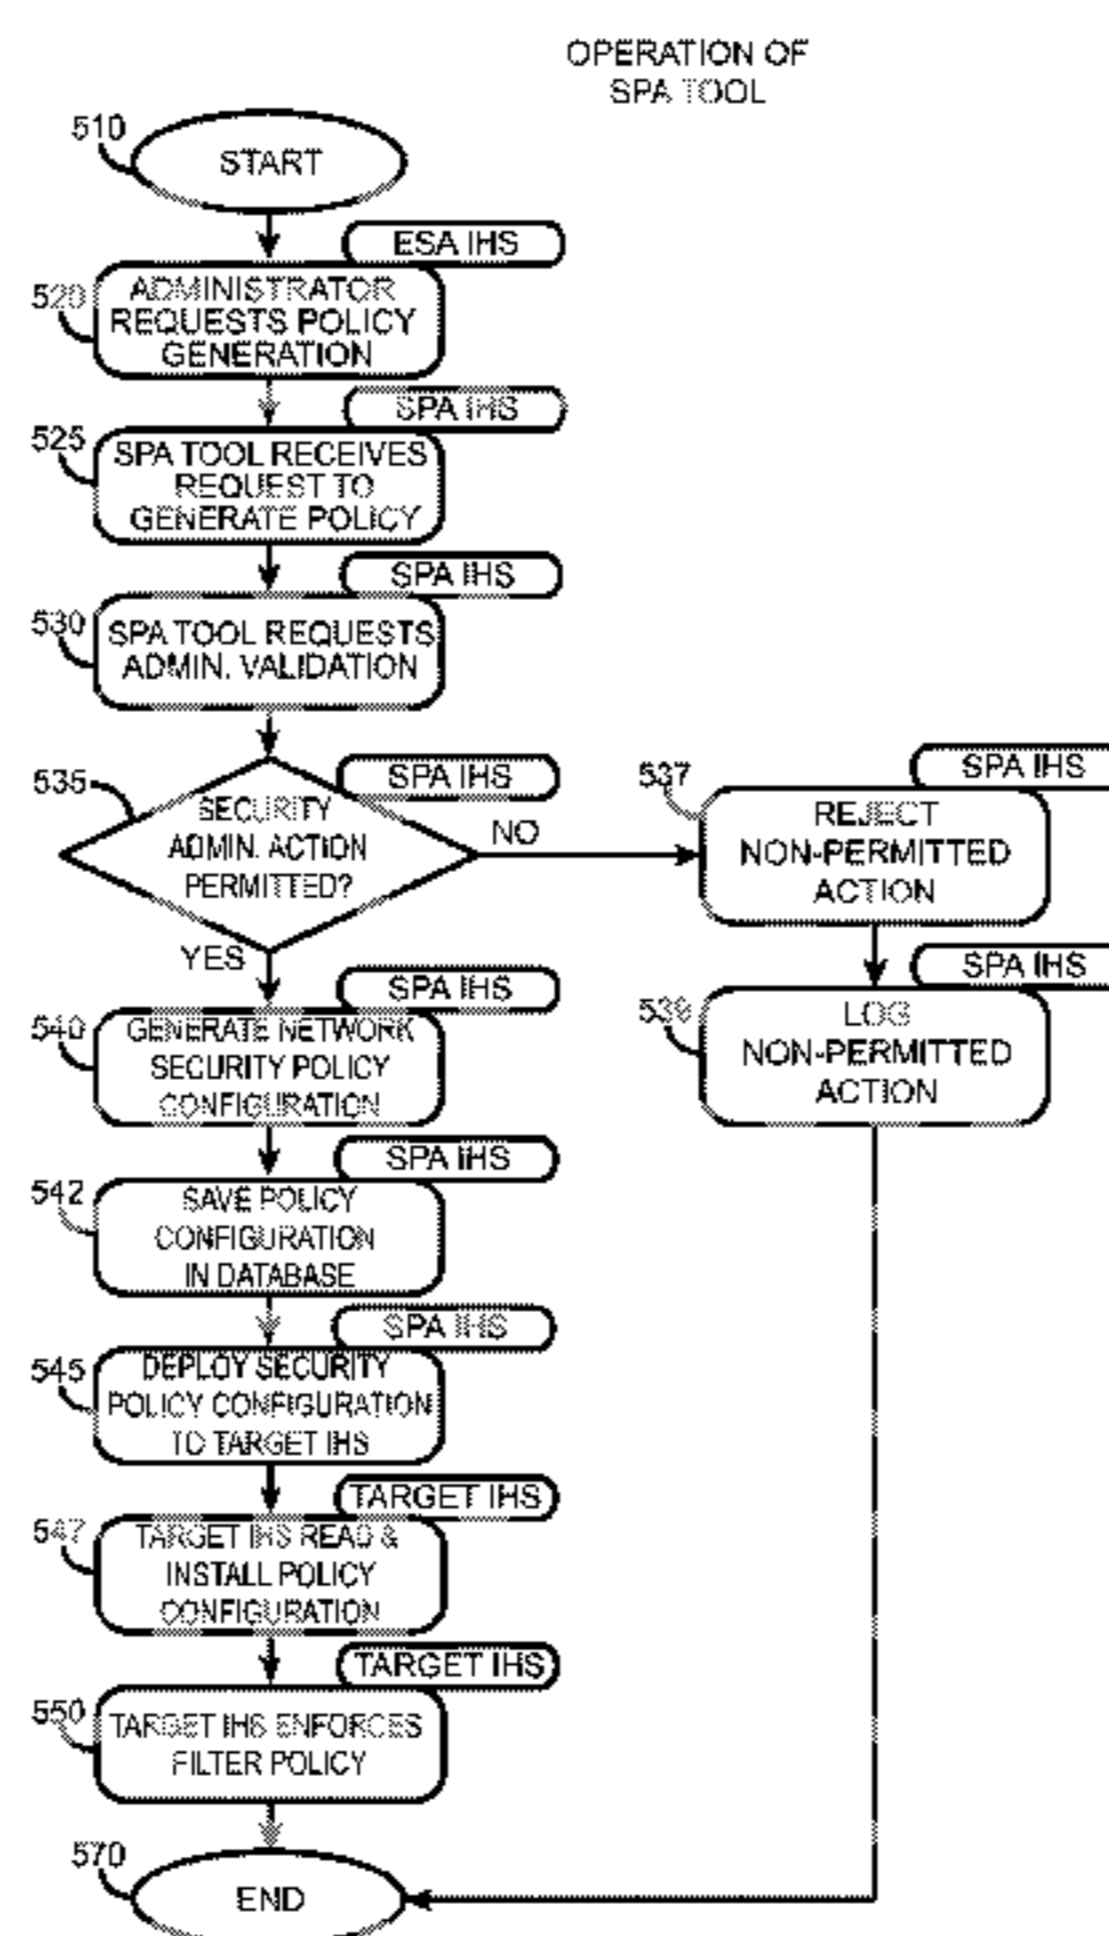 OPERATION OF
SPA TOOL
510
START
ESA IHS
520
ADMINISTRATOR
REQUESTS POLICY
GENERATION
SPA IHS
525
SPA TOOL RECEIVES
REQUEST TO
GENERATE POLICY
SPA IHS
530
SPA TOOL REQUESTS
ADMIN. VALIDATION
535
SPA IHS
SECURITY
ADMIN. ACTION
PERMITTED?
NO
YES
537
SPA IHS
REJECT
NON-PERMITTED
ACTION
539
SPA IHS
LOG
NON-PERMITTED
ACTION
SPA IHS
540
GENERATE NETWORK
SECURITY POLICY
CONFIGURATION
SPA IHS
542
SAVE POLICY
CONFIGURATION
IN DATABASE
SPA IHS
545
DEPLOY SECURITY
POLICY CONFIGURATION
TO TARGET IHS
TARGET IHS
547
TARGET IHS READ &
INSTALL POLICY
CONFIGURATION
TARGET IHS
550
TARGET IHS ENFORCES
FILTER POLICY
570
END